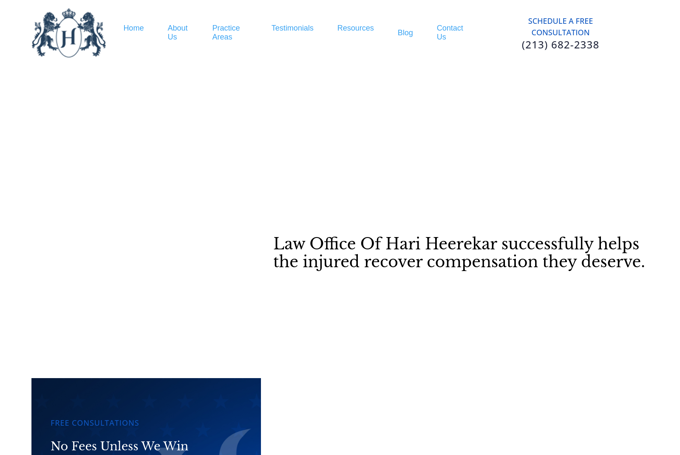 H
Home
About
Us
Practice
Areas
Testimonials
Resources
Blog
Contact
Us
SCHEDULE A FREE
CONSULTATION
(213) 682-2338
Law Office Of Hari Heerekar successfully helps
the injured recover compensation they deserve.
FREE CONSULTATIONS
No Fees Unless We Win